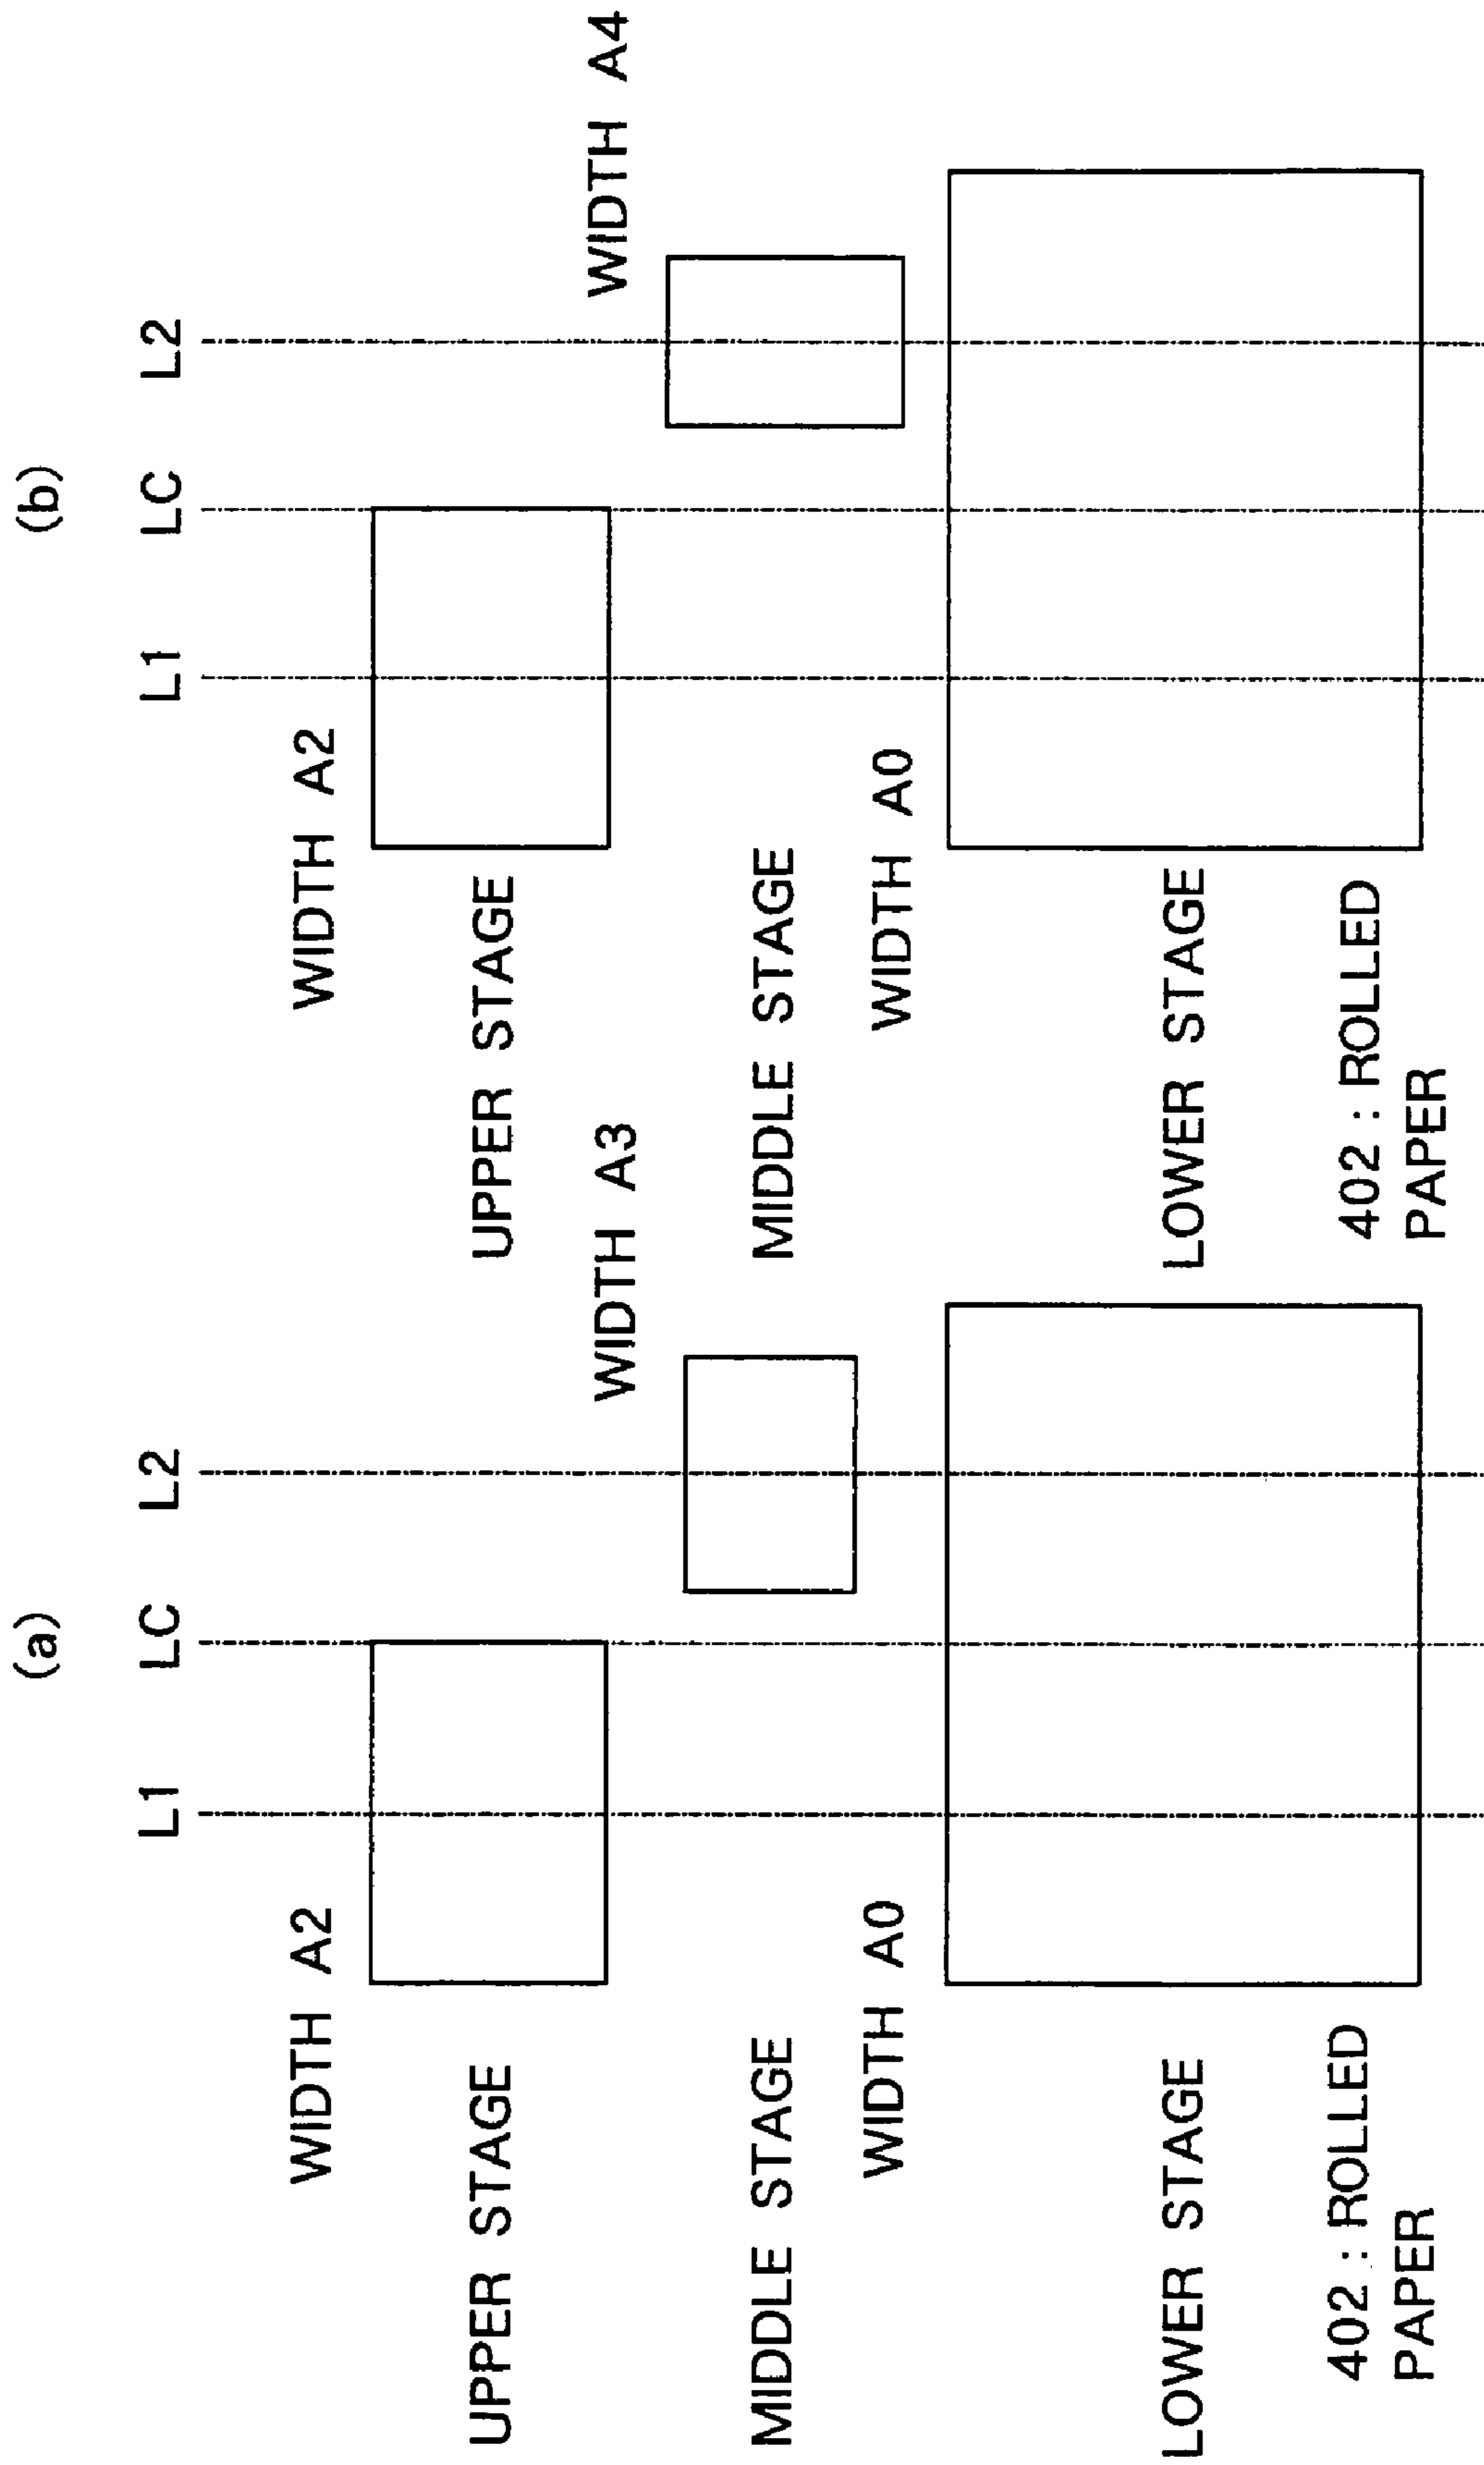 (a)
L1 LC L2
WIDTH A2
UPPER STAGE
WIDTH A3
MIDDLE STAGE
WIDTH A0
LOWER STAGE
402 : ROLLED
PAPER
(b)
L1 LC L2
WIDTH A2
UPPER STAGE
WIDTH A4
MIDDLE STAGE
WIDTH A0
LOWER STAGE
402 : ROLLED
PAPER